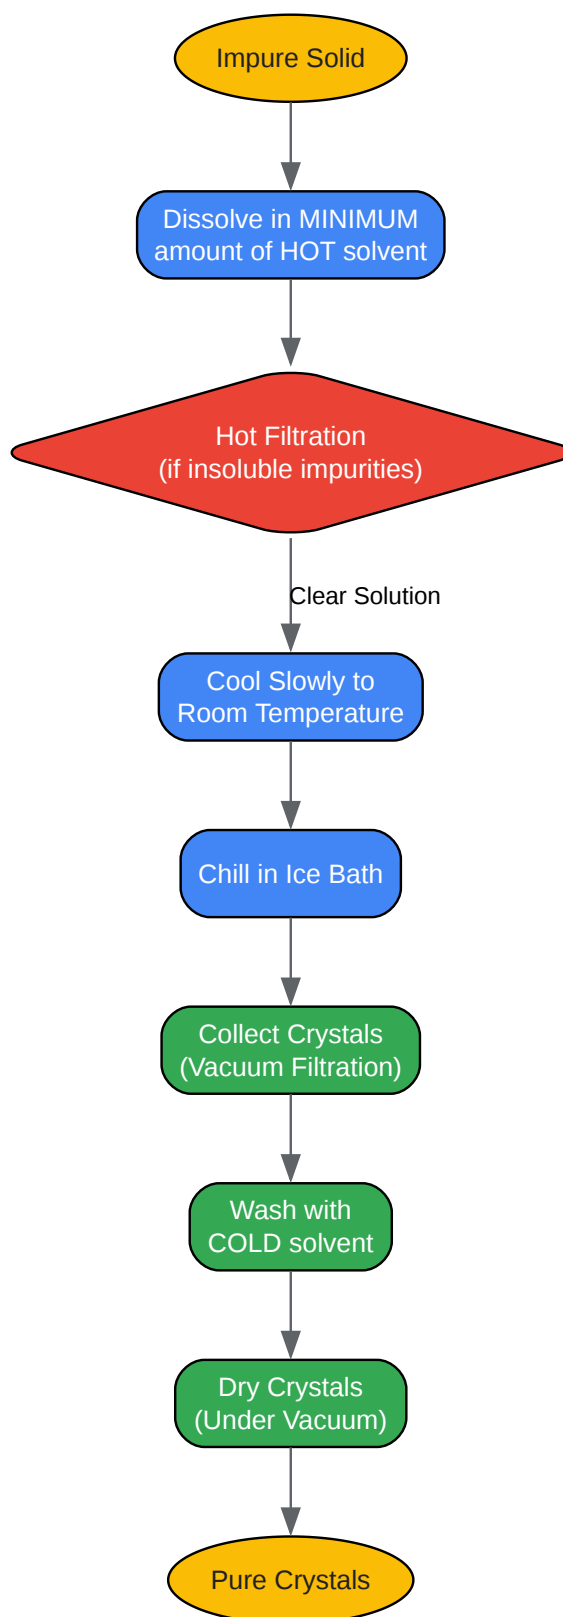 Impure Solid
Dissolve in MINIMUM
amount of HOT solvent
Hot Filtration
(if insoluble impurities)
Clear Solution
Cool Slowly to
Room Temperature
Chill in Ice Bath
Collect Crystals
(Vacuum Filtration)
Wash with
COLD solvent
Dry Crystals
(Under Vacuum)
Pure Crystals